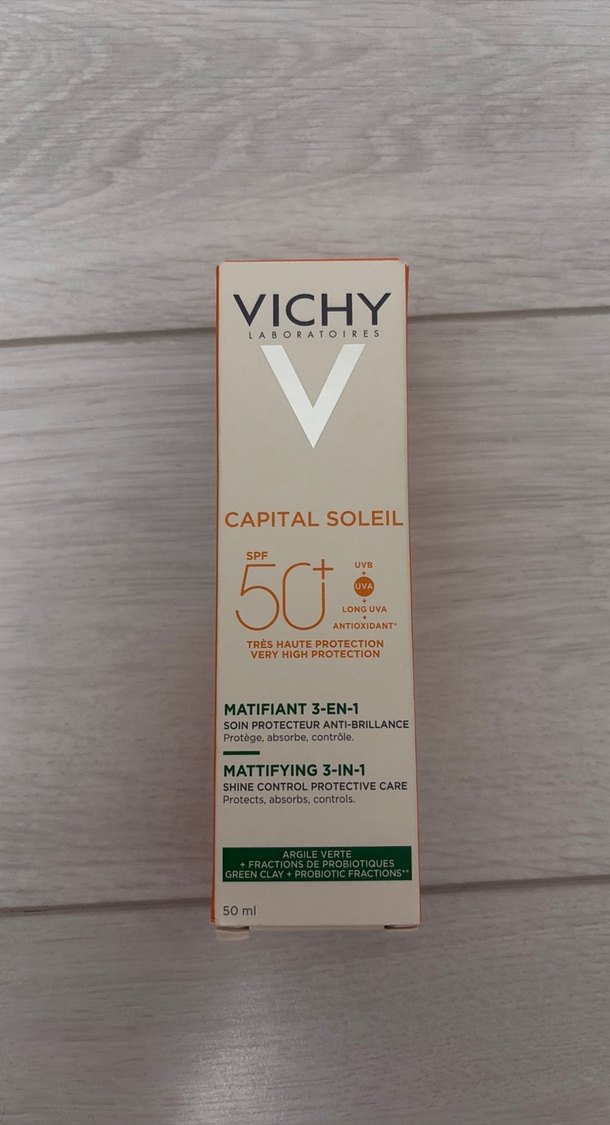 VICHY
LABORATOIRES
CAPITAL SOLEIL
SPF
50+
UVB
+
UVA
+
LONG UVA
+
ANTIOXIDANT*
TRÈS HAUTE PROTECTION
VERY HIGH PROTECTION
MATIFIANT 3-EN-1
SOIN PROTECTEUR ANTI-BRILLANCE
Protège, absorbe, contrôle.
MATTIFYING 3-IN-1
SHINE CONTROL PROTECTIVE CARE
Protects, absorbs, controls.
ARGILE VERTE
+ FRACTIONS DE PROBIOTIQUES
GREEN CLAY + PROBIOTIC FRACTIONS**
50 ml